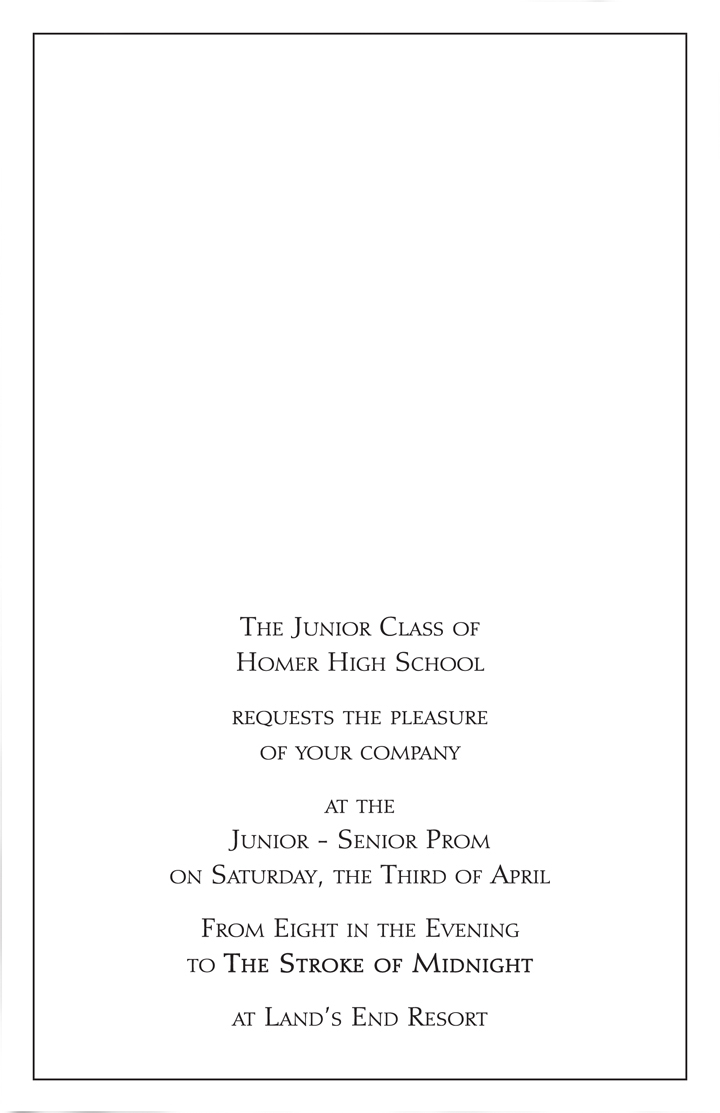 The Junior Class of
Homer High School
requests the pleasure
of your company
at the
Junior - Senior Prom
on Saturday, the Third of April
From Eight in the Evening
to The Stroke of Midnight
at Land's End Resort